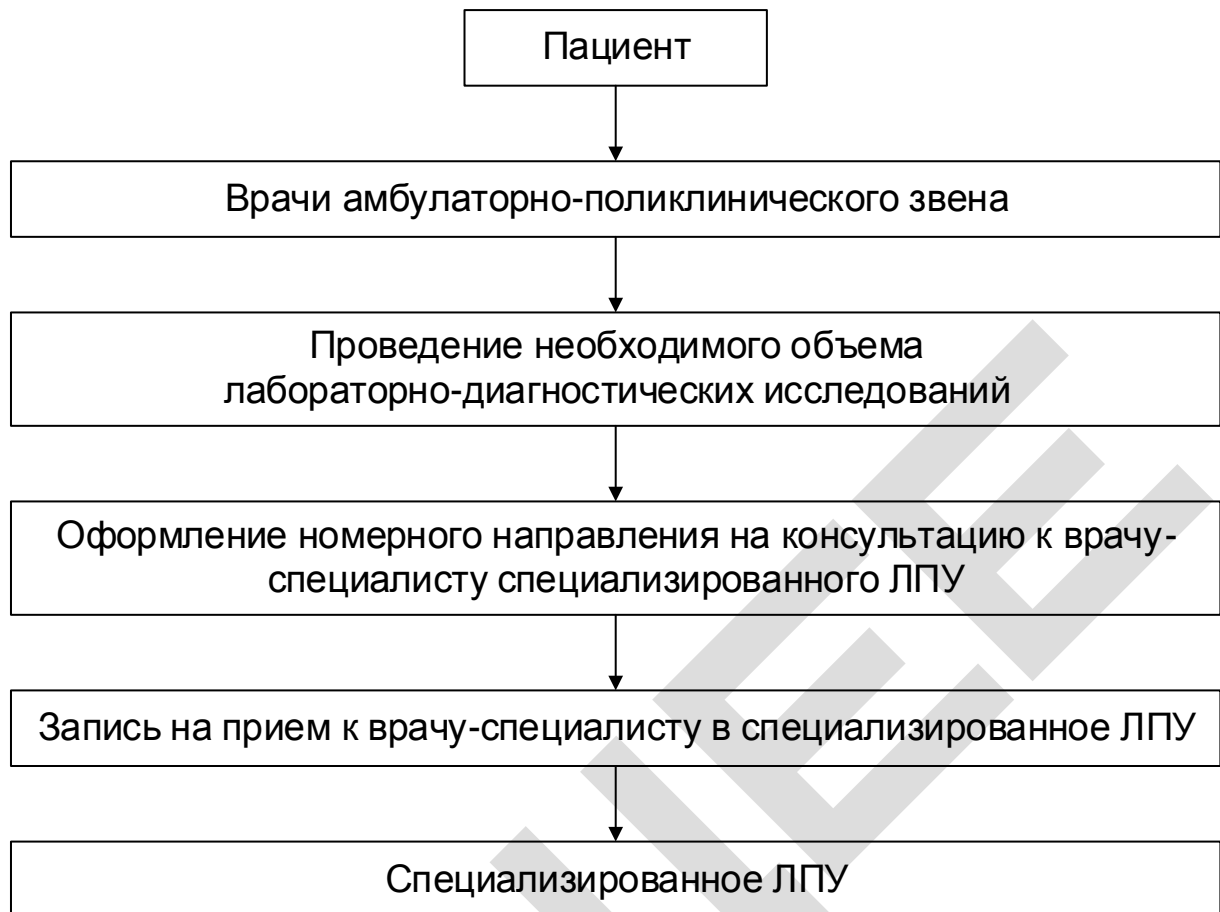 Пациент
Врачи амбулаторно-поликлинического звена
Проведение необходимого объема
лабораторно-диагностических исследований
Оформление номерного направления на консультацию к врачу-
специалисту специализированного ЛПУ
Запись на прием к врачу-специалисту в специализированное ЛПУ
Специализированное ЛПУ